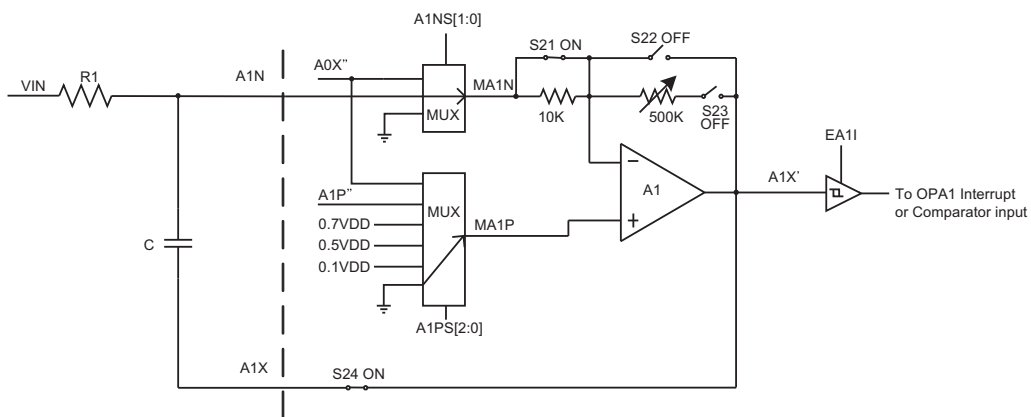 A1NS[1:0]
S21 ON
S22 OFF
A0X"
R1
VIN
A1N
MA1N
MUX
10K
500K
S23
OFF
EA1I
A1P"
MUX
A1
A1X'
0.7VDD
MA1P
To OPA1 Interrupt
or Comparator input
0.5VDD
C
0.1VDD
A1PS[2:0]
A1X
S24 ON